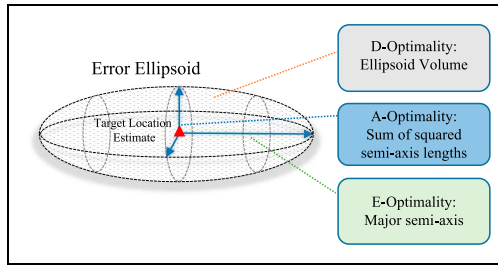 Error Ellipsoid
Target Location
Estimate
D-Optimality:
Ellipsoid Volume
A-Optimality:
Sum of squared
semi-axis lengths
E-Optimality:
Major semi-axis